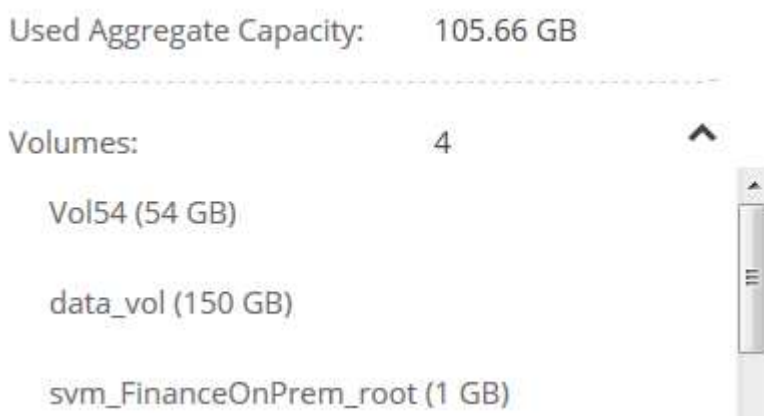 Used Aggregate Capacity: 105.66 GB
Volumes: 4
Vol54 (54 GB)
data_vol (150 GB)
svm_FinanceOnPrem_root (1 GB)